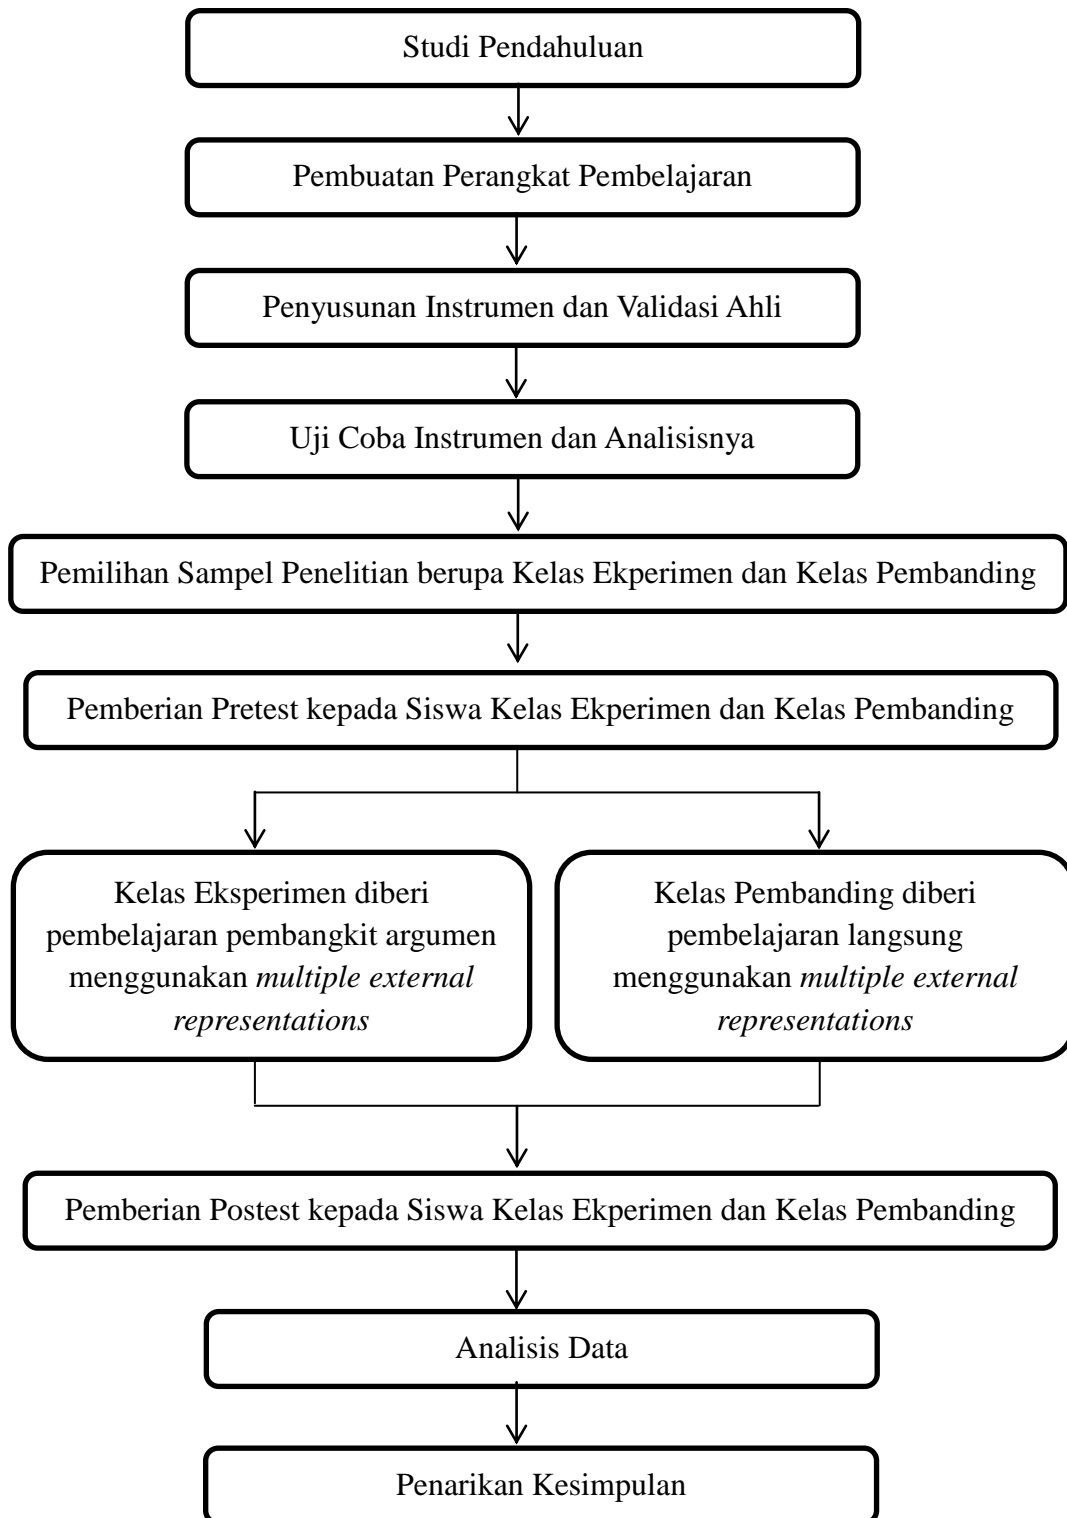 Studi Pendahuluan
Pembuatan Perangkat Pembelajaran
Penyusunan Instrumen dan Validasi Ahli
Uji Coba Instrumen dan Analisisnya
Pemilihan Sampel Penelitian berupa Kelas Ekperimen dan Kelas Pembanding
Pemberian Pretest kepada Siswa Kelas Ekperimen dan Kelas Pembanding
Kelas Eksperimen diberi
pembelajaran pembangkit argumen
menggunakan multiple external
representations
Kelas Pembanding diberi
pembelajaran langsung
menggunakan multiple external
representations
Pemberian Postest kepada Siswa Kelas Ekperimen dan Kelas Pembanding
Analisis Data
Penarikan Kesimpulan